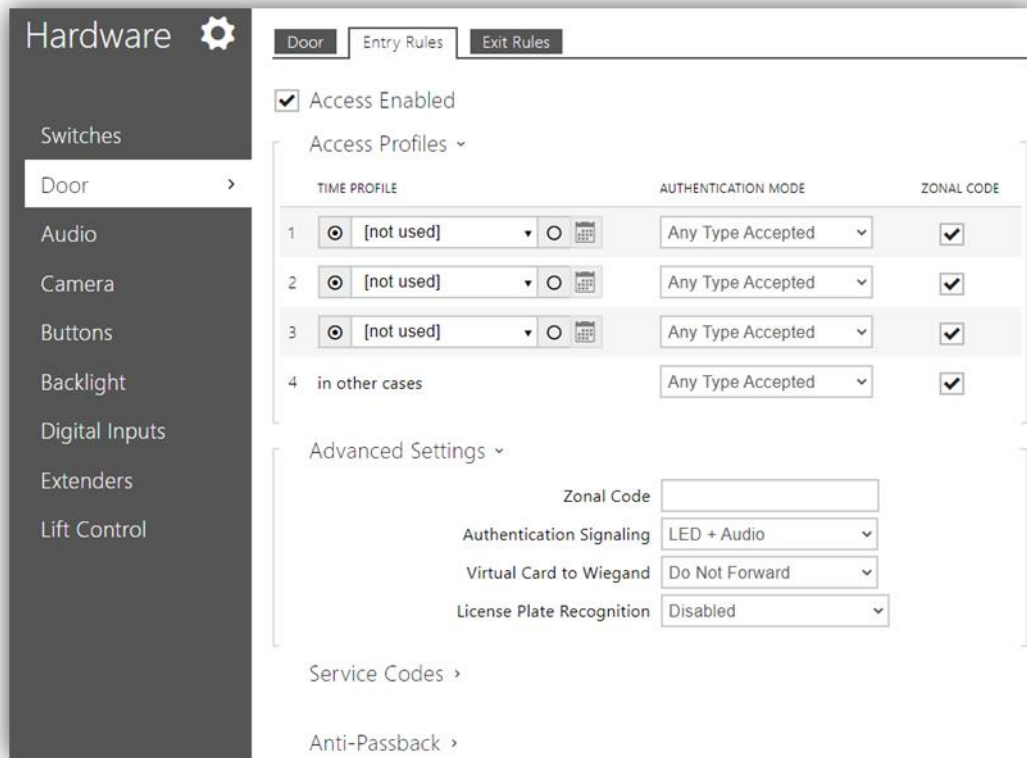 Hardware
Door
Entry Rules
Exit Rules
Access Enabled
Switches
Door
Audio
Camera
Buttons
Backlight
Digital Inputs
Extenders
Lift Control
Access Profiles
TIME PROFILE AUTHENTICATION MODE ZONAL CODE
1 [not used] Any Type Accepted
2 [not used] Any Type Accepted
3 [not used] Any Type Accepted
4 in other cases Any Type Accepted
Advanced Settings
Zonal Code
Authentication Signaling LED + Audio
Virtual Card to Wiegand Do Not Forward
License Plate Recognition Disabled
Service Codes
Anti-Passback